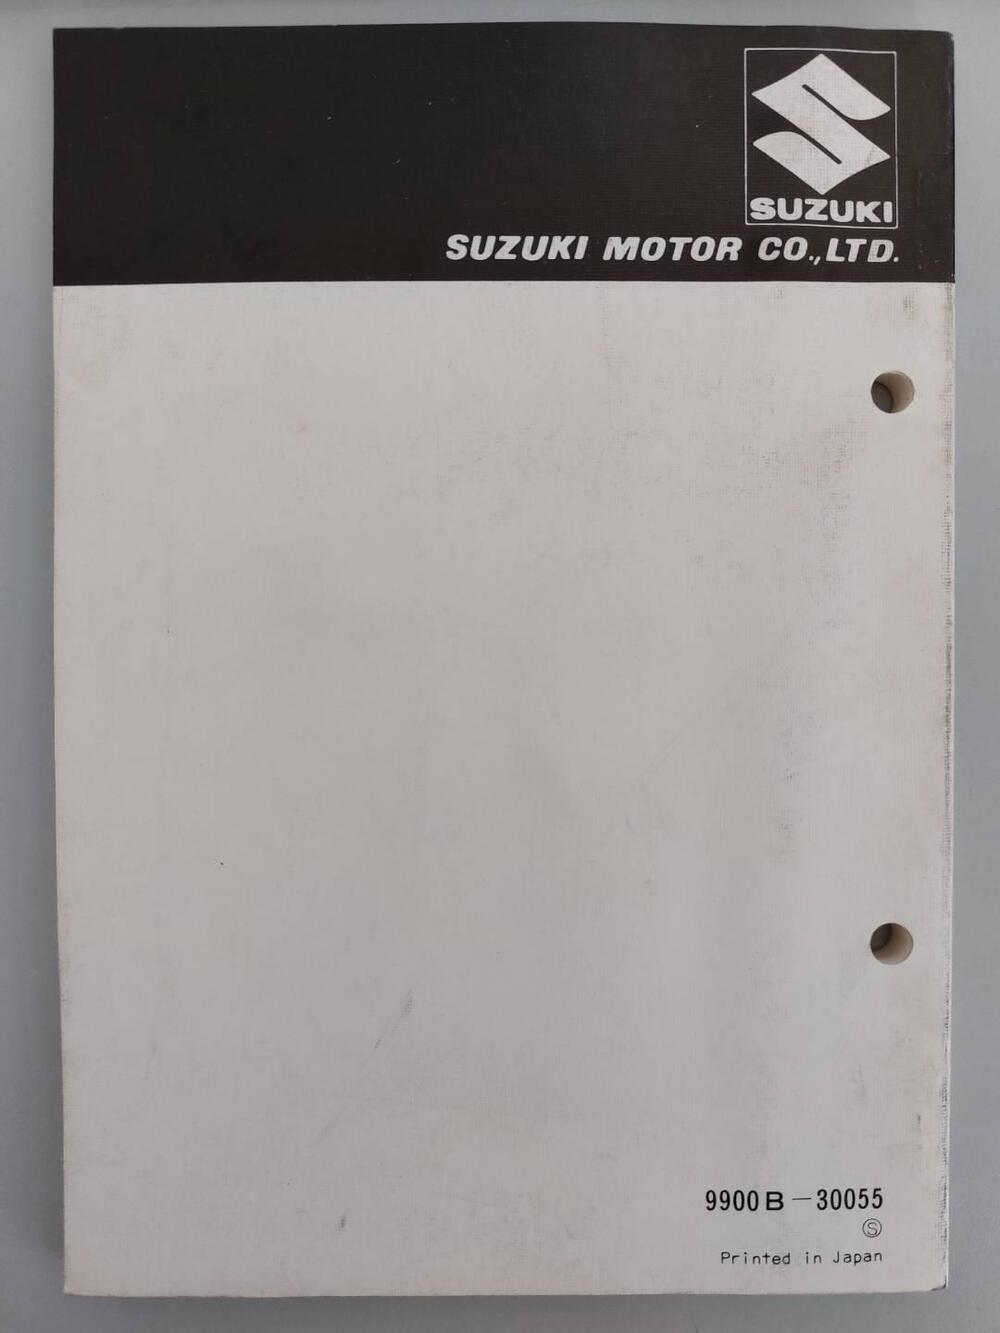 SUZUKI
SUZUKI MOTOR CO.,LTD.
9900B-30055
Ⓢ
Printed in Japan